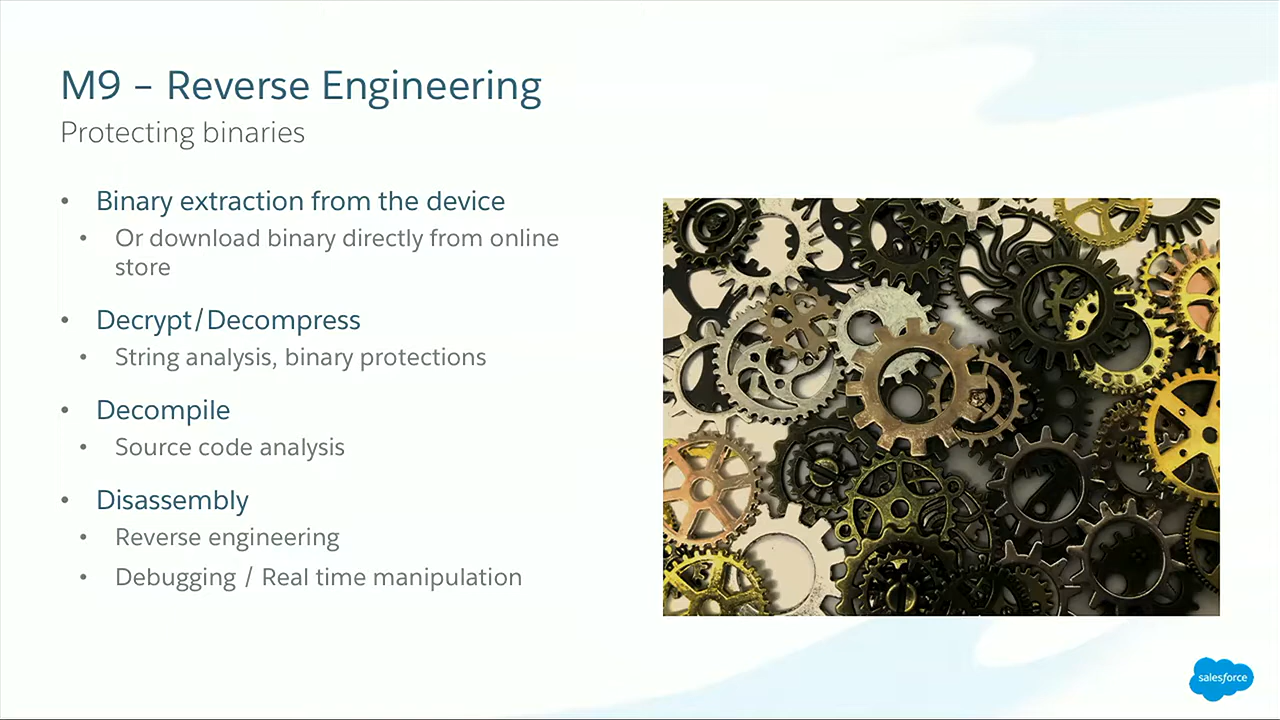 M9 – Reverse Engineering
Protecting binaries
• Binary extraction from the device
• Or download binary directly from online
store
• Decrypt/Decompress
• String analysis, binary protections
• Decompile
• Source code analysis
• Disassembly
• Reverse engineering
• Debugging / Real time manipulation
salesforce